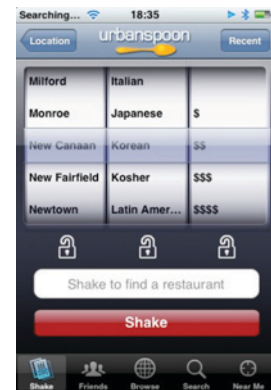 Searching... 18:35
Location urbanspoon Recent
Milford Italian
Monroe Japanese $
New Canaan Korean $$
New Fairfield Kosher $$$
Newtown Latin Amer... $$$$
Shake to find a restaurant
Shake
Shake Friends Browse Search Near Me